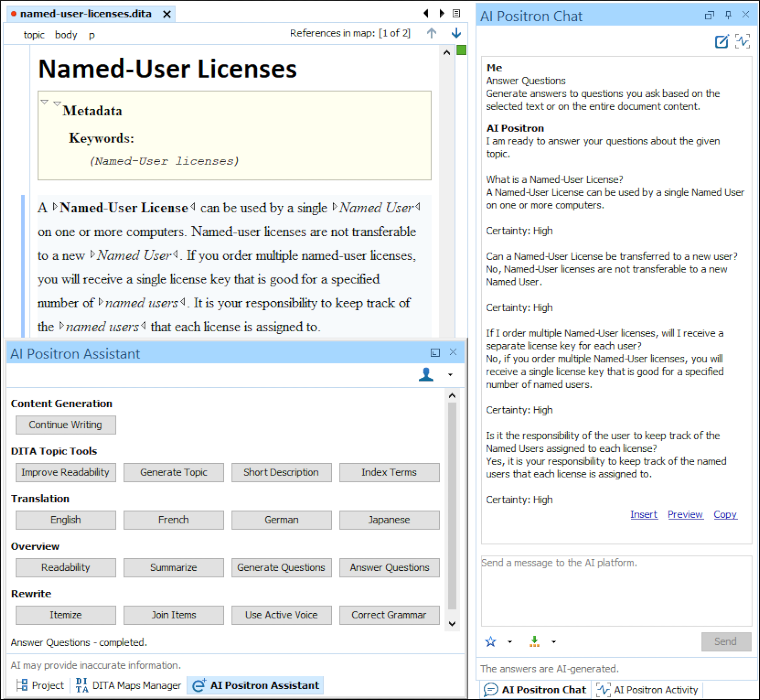 named-user-licenses.dita
topic body p
References in map: [1 of 2]
Named-User Licenses
Metadata
Keywords:
(Named-User licenses)
A Named-User License can be used by a single Named User
on one or more computers. Named-user licenses are not transferable
to a new Named User. If you order multiple named-user licenses,
you will receive a single license key that is good for a specified
number of named users. It is your responsibility to keep track of
the named users that each license is assigned to.
AI Positron Assistant
Content Generation
Continue Writing
DITA Topic Tools
Improve Readability Generate Topic Short Description Index Terms
Translation
English French German Japanese
Overview
Readability Summarize Generate Questions Answer Questions
Rewrite
Itemize Join Items Use Active Voice Correct Grammar
Answer Questions - completed.
AI may provide inaccurate information.
Project DITA DITA Maps Manager AI Positron Assistant
AI Positron Chat
Me
Answer Questions
Generate answers to questions you ask based on the
selected text or on the entire document content.
AI Positron
I am ready to answer your questions about the given
topic.
What is a Named-User License?
A Named-User License can be used by a single Named User
on one or more computers.
Certainty: High
Can a Named-User License be transferred to a new user?
No, Named-User licenses are not transferable to a new
Named User.
Certainty: High
If I order multiple Named-User licenses, will I receive a
separate license key for each user?
No, if you order multiple Named-User licenses, you will
receive a single license key that is good for a specified
number of named users.
Certainty: High
Is it the responsibility of the user to keep track of the
Named Users assigned to each license?
Yes, it is your responsibility to keep track of the named
users that each license is assigned to.
Certainty: High
Insert Preview Copy
Send a message to the AI platform.
Send
The answers are AI-generated.
AI Positron Chat AI Positron Activity